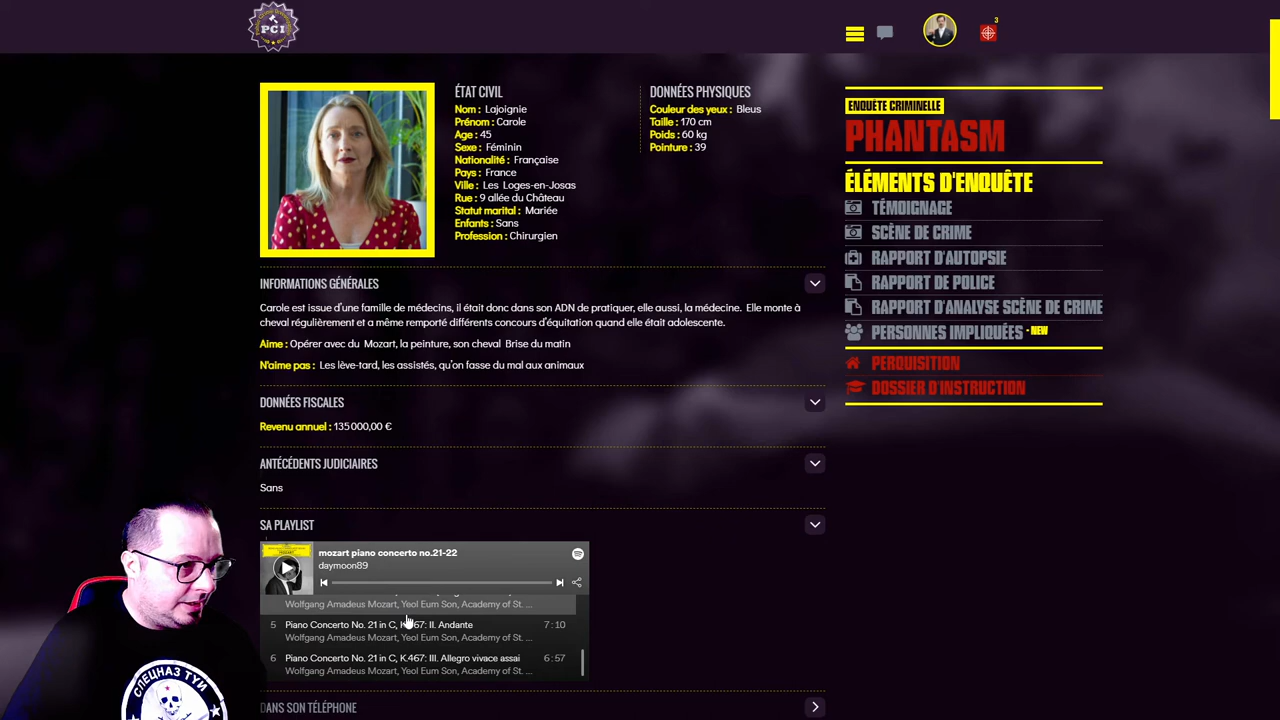 PCI
3
ÉTAT CIVIL
Nom : Lajoignie
Prénom : Carole
Age : 45
Sexe : Féminin
Nationalité : Française
Pays : France
Ville : Les Loges-en-Josas
Rue : 9 allée du Château
Statut marital : Mariée
Enfants : Sans
Profession : Chirurgien
DONNÉES PHYSIQUES
Couleur des yeux : Bleus
Taille : 170 cm
Poids : 60 kg
Pointure : 39
INFORMATIONS GÉNÉRALES
Carole est issue d'une famille de médecins, il était donc dans son ADN de pratiquer, elle aussi, la médecine. Elle monte à
cheval régulièrement et a même remporté différents concours d'équitation quand elle était adolescente.
Aime : Opérer avec du Mozart, la peinture, son cheval Brise du matin
N'aime pas : Les lève-tard, les assistés, qu'on fasse du mal aux animaux
DONNÉES FISCALES
Revenu annuel : 135 000,00 €
ANTÉCÉDENTS JUDICIAIRES
Sans
SA PLAYLIST
MOZART
mozart piano concerto no.21-22
daymoon89
Wolfgang Amadeus Mozart, Yeol Eum Son, Academy of St. ...
5 Piano Concerto No. 21 in C, K.467: II. Andante 7:10
Wolfgang Amadeus Mozart, Yeol Eum Son, Academy of St. ...
6 Piano Concerto No. 21 in C, K.467: III. Allegro vivace assai 6:57
Wolfgang Amadeus Mozart, Yeol Eum Son, Academy of St. ...
DANS SON TÉLÉPHONE
ENQUÊTE CRIMINELLE
PHANTASM
ÉLÉMENTS D'ENQUÊTE
TÉMOIGNAGE
SCÈNE DE CRIME
RAPPORT D'AUTOPSIE
RAPPORT DE POLICE
RAPPORT D'ANALYSE SCÈNE DE CRIME
PERSONNES IMPLIQUÉES • NEW
PERQUISITION
DOSSIER D'INSTRUCTION
СПЕЦНАЗ ТУИ